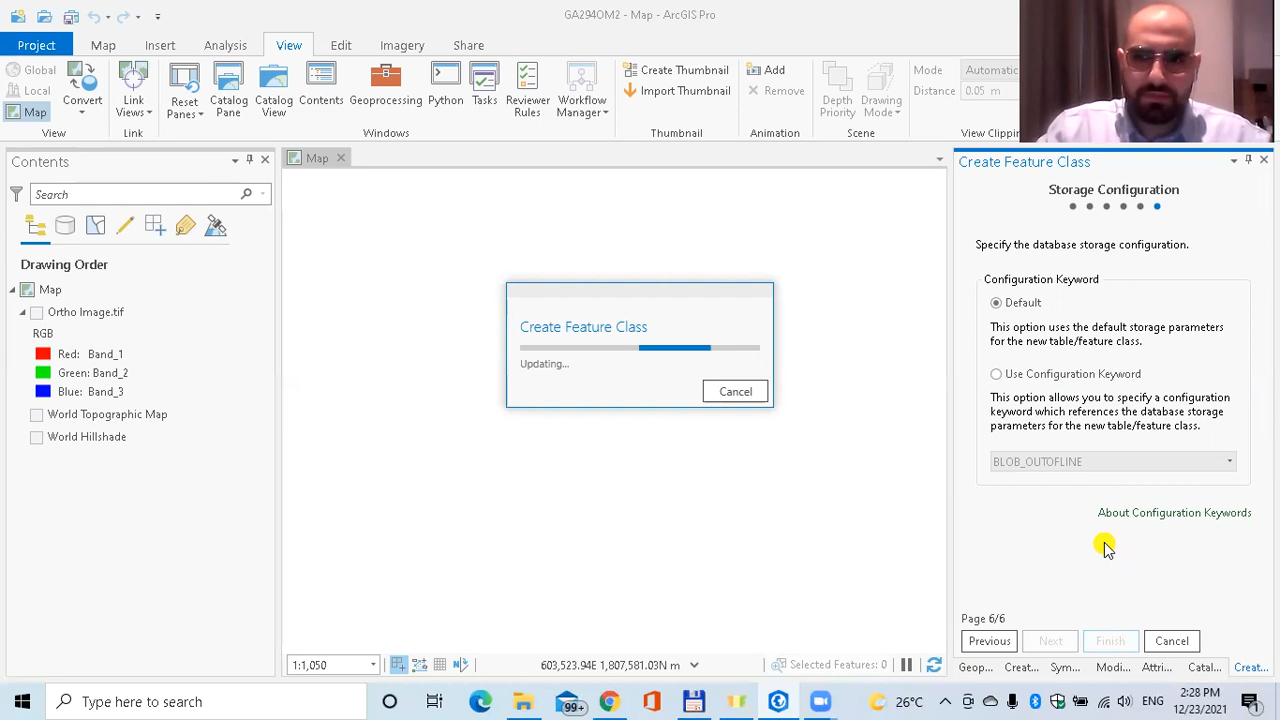 GA294OM2 - Map - ArcGIS Pro
Project Map Insert Analysis View Edit Imagery Share
Global
Local
Map
Convert
View
Link Views
Link
Reset Panes
Catalog Pane
Catalog View
Contents
Geoprocessing
Python
Tasks
Reviewer Rules
Workflow Manager
Windows
Create Thumbnail
Import Thumbnail
Thumbnail
Add
Remove
Animation
Depth Priority
Drawing Mode
Scene
Mode Automatic
Distance 0.05 m
View Clippin
Contents
Search
Drawing Order
Map
Ortho Image.tif
RGB
Red: Band_1
Green: Band_2
Blue: Band_3
World Topographic Map
World Hillshade
Map
Create Feature Class
Updating...
Cancel
1:1,050
603,523.94E 1,807,581.03N m
Selected Features: 0
Create Feature Class
Storage Configuration
Specify the database storage configuration.
Configuration Keyword
Default
This option uses the default storage parameters
for the new table/feature class.
Use Configuration Keyword
This option allows you to specify a configuration
keyword which references the database storage
parameters for the new table/feature class.
BLOB_OUTOFLINE
About Configuration Keywords
Page 6/6
Previous Next Finish Cancel
Geop... Creat... Sym... Modi... Attri... Catal... Creat...
Type here to search
99+
26°C
ENG
2:28 PM
12/23/2021
1